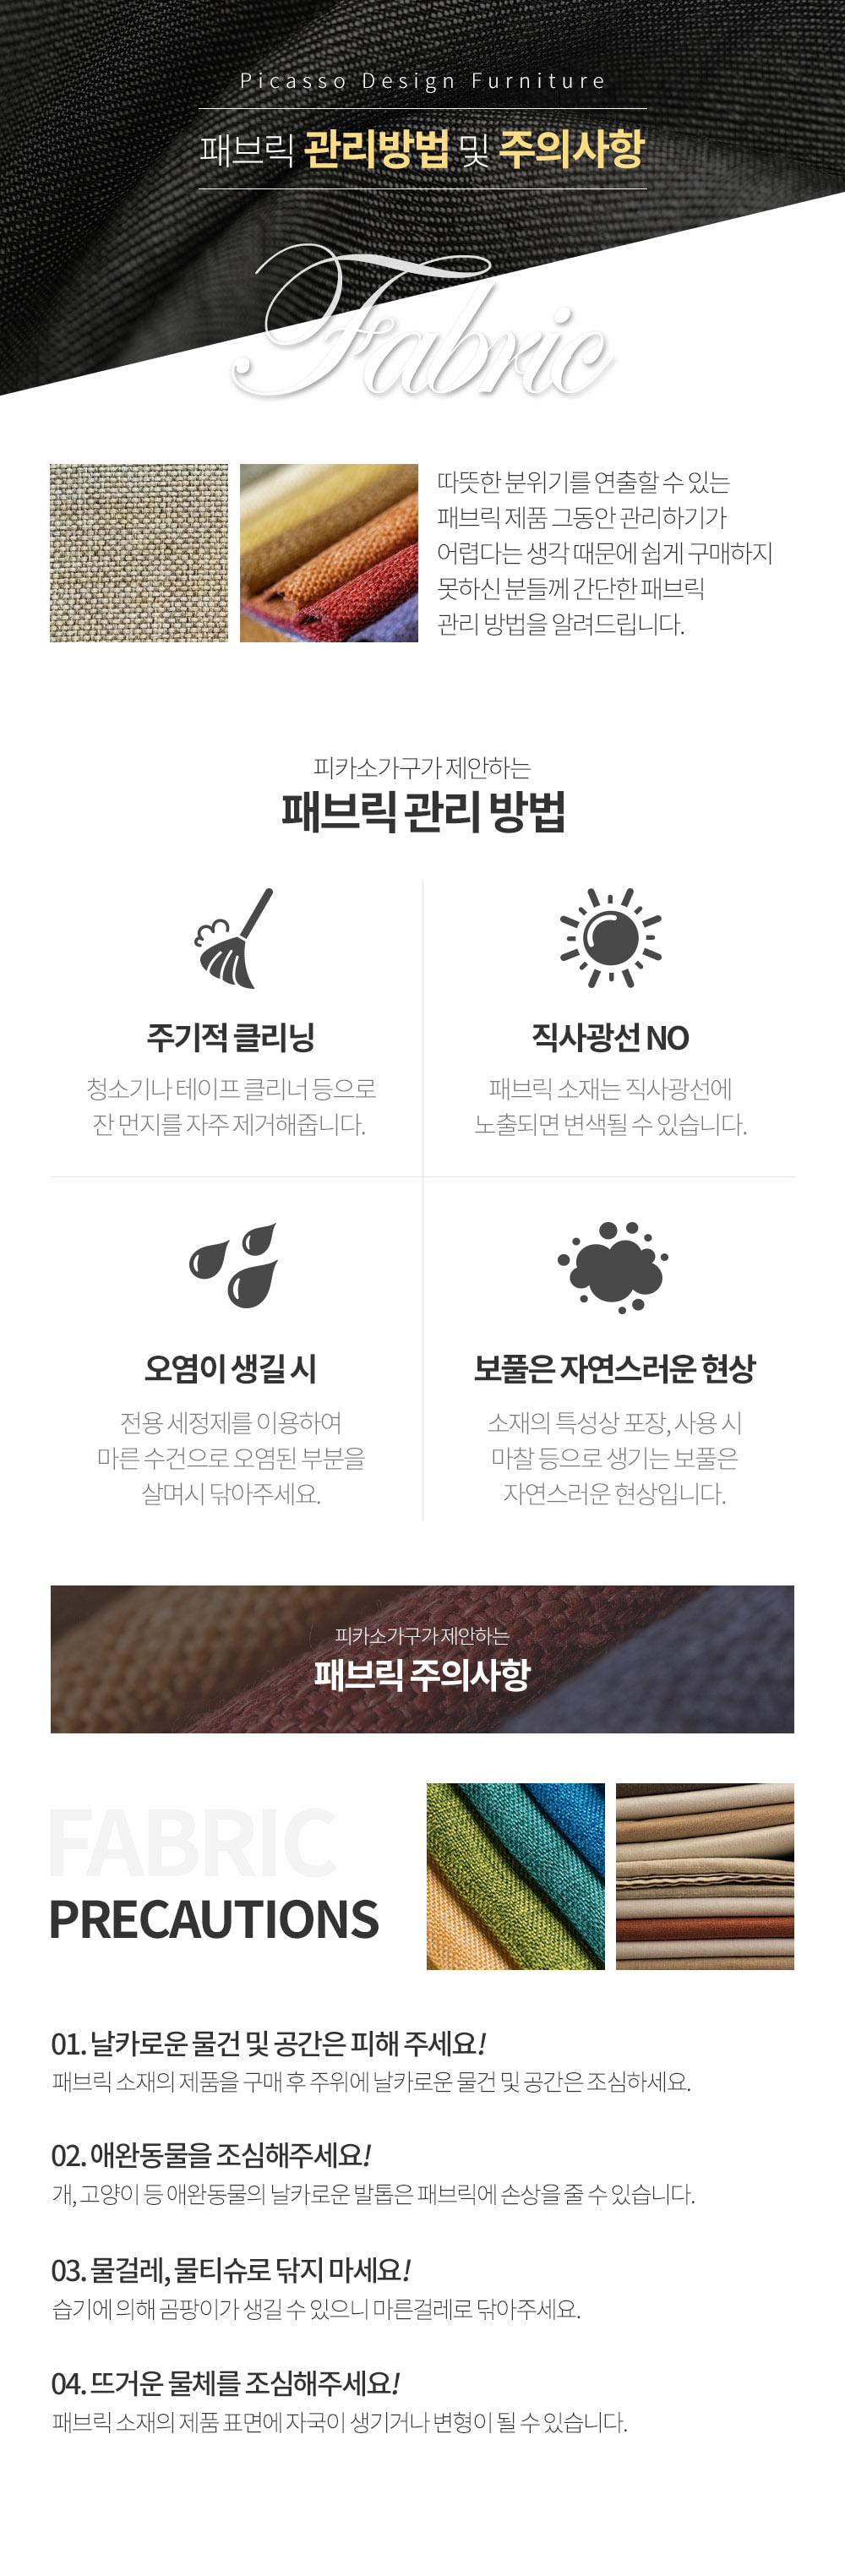 Picasso Design Furniture
패브릭 관리방법 및 주의사항
Fabric
따뜻한 분위기를 연출할 수 있는
패브릭 제품 그동안 관리하기가
어렵다는 생각 때문에 쉽게 구매하지
못하신 분들께 간단한 패브릭
관리 방법을 알려드립니다.
피카소가구가 제안하는
패브릭 관리 방법
주기적 클리닝
청소기나 테이프 클리너 등으로
잔 먼지를 자주 제거해줍니다.
직사광선 NO
패브릭 소재는 직사광선에
노출되면 변색될 수 있습니다.
오염이 생길 시
전용 세정제를 이용하여
마른 수건으로 오염된 부분을
살며시 닦아주세요.
보풀은 자연스러운 현상
소재의 특성상 포장, 사용 시
마찰 등으로 생기는 보풀은
자연스러운 현상입니다.
피카소가구가 제안하는
패브릭 주의사항
FABRIC
PRECAUTIONS
01. 날카로운 물건 및 공간은 피해 주세요!
패브릭 소재의 제품을 구매 후 주위에 날카로운 물건 및 공간은 조심하세요.
02. 애완동물을 조심해주세요!
개, 고양이 등 애완동물의 날카로운 발톱은 패브릭에 손상을 줄 수 있습니다.
03. 물걸레, 물티슈로 닦지 마세요!
습기에 의해 곰팡이가 생길 수 있으니 마른걸레로 닦아주세요.
04. 뜨거운 물체를 조심해주세요!
패브릭 소재의 제품 표면에 자국이 생기거나 변형이 될 수 있습니다.